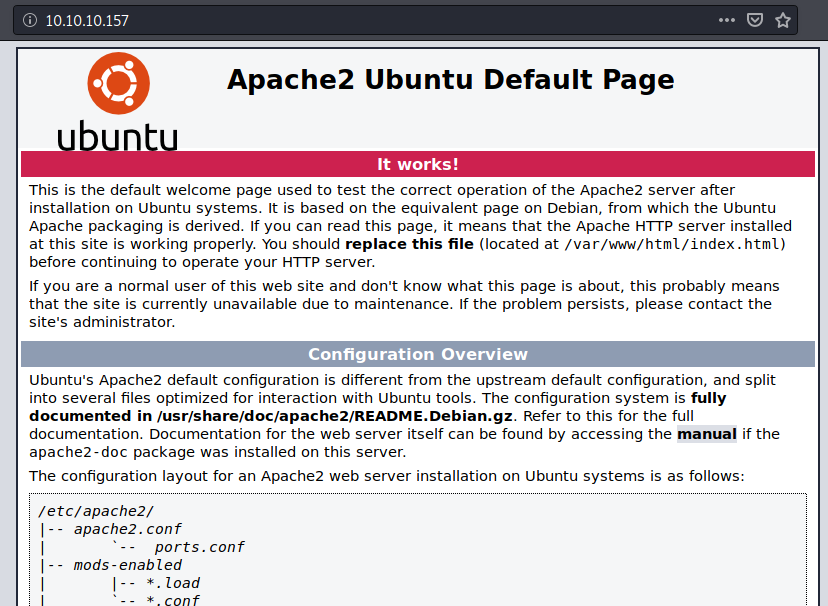 10.10.10.157
Apache2 Ubuntu Default Page
ubuntu
It works!
This is the default welcome page used to test the correct operation of the Apache2 server after
installation on Ubuntu systems. It is based on the equivalent page on Debian, from which the Ubuntu
Apache packaging is derived. If you can read this page, it means that the Apache HTTP server installed
at this site is working properly. You should replace this file (located at /var/www/html/index.html)
before continuing to operate your HTTP server.
If you are a normal user of this web site and don't know what this page is about, this probably means
that the site is currently unavailable due to maintenance. If the problem persists, please contact the
site's administrator.
Configuration Overview
Ubuntu's Apache2 default configuration is different from the upstream default configuration, and split
into several files optimized for interaction with Ubuntu tools. The configuration system is fully
documented in /usr/share/doc/apache2/README.Debian.gz. Refer to this for the full
documentation. Documentation for the web server itself can be found by accessing the manual if the
apache2-doc package was installed on this server.
The configuration layout for an Apache2 web server installation on Ubuntu systems is as follows:
/etc/apache2/
|-- apache2.conf
|       `--  ports.conf
|-- mods-enabled
|       |-- *.load
|       `-- *.conf